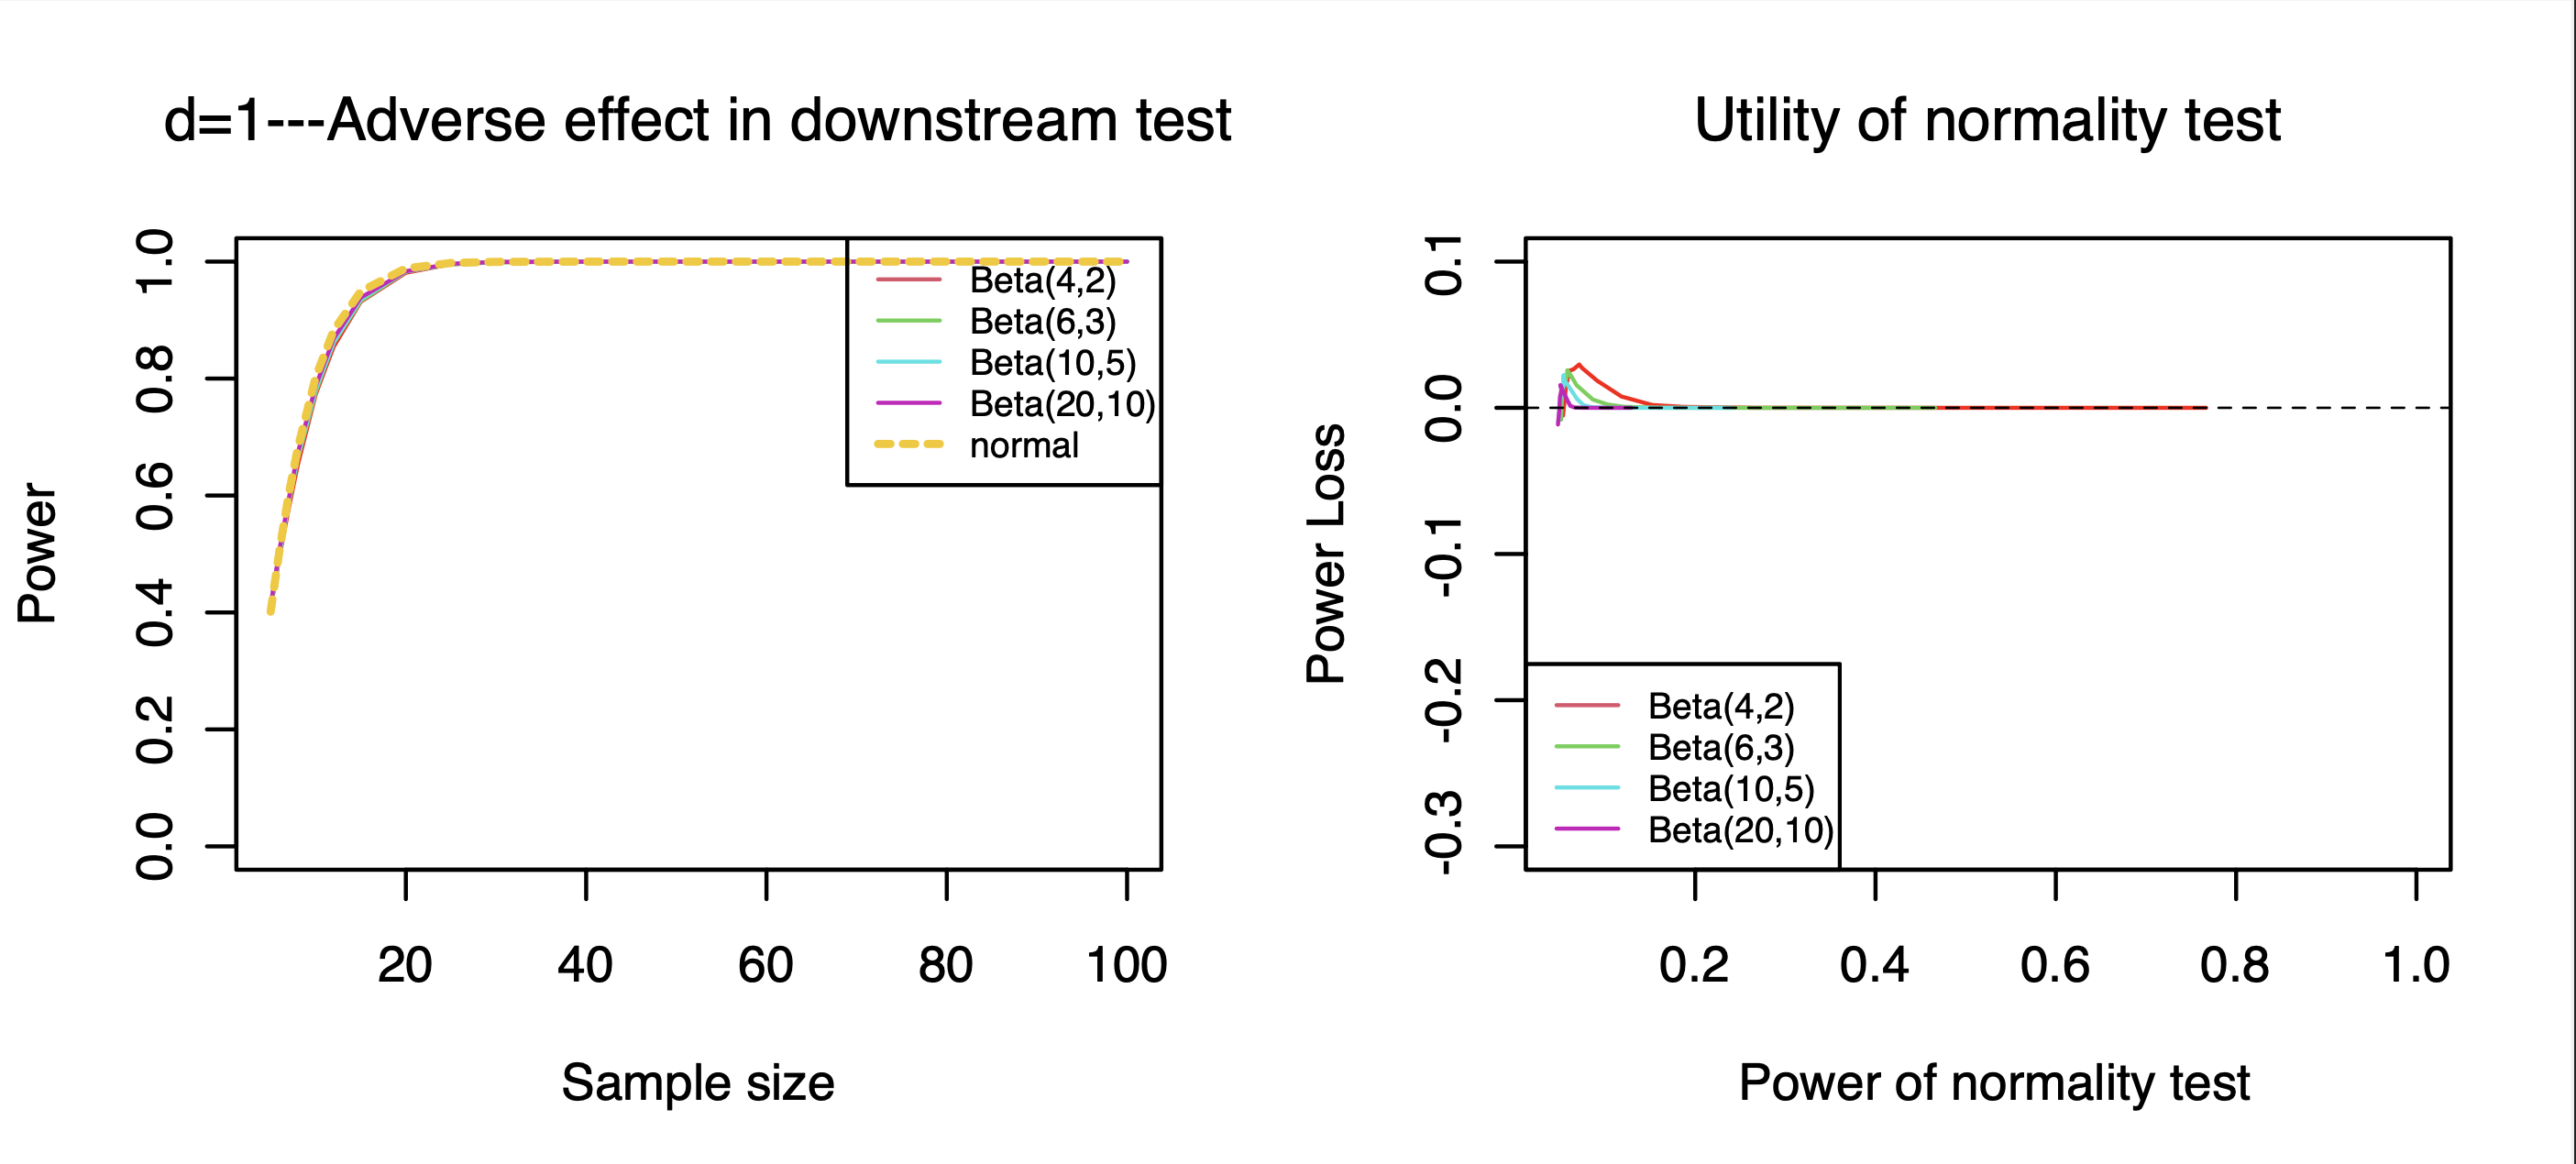 d=1---Adverse effect in downstream test
Power
1.0
0.8
0.6
0.4
0.2
0.0
Beta(4,2)
Beta(6,3)
Beta(10,5)
Beta(20,10)
normal
20 40 60 80 100
Sample size
Utility of normality test
Power Loss
0.1
0.0
-0.1
-0.2
-0.3
Beta(4,2)
Beta(6,3)
Beta(10,5)
Beta(20,10)
0.2 0.4 0.6 0.8 1.0
Power of normality test